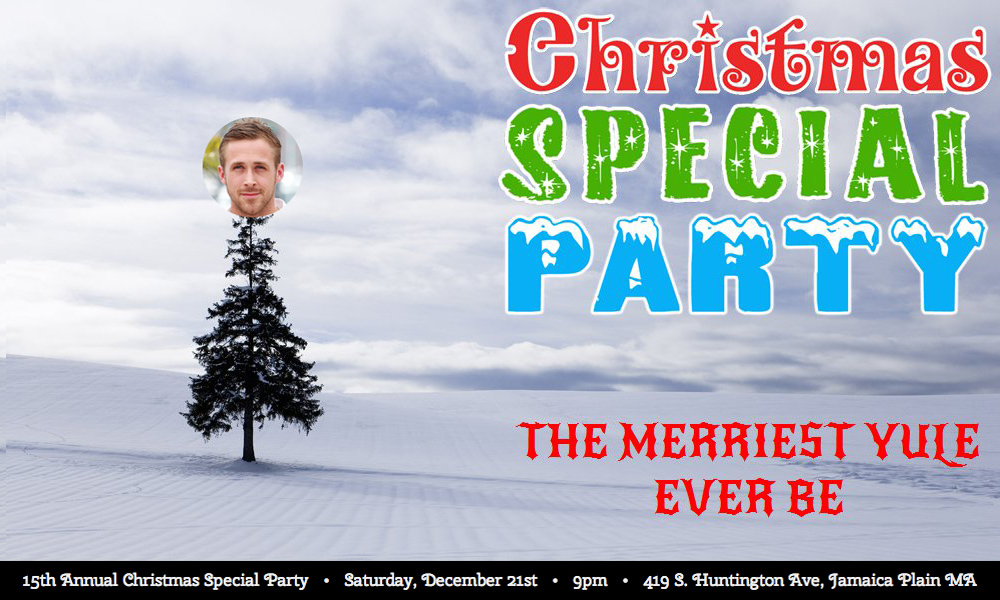 Christmas
SPECIAL
PARTY
THE MERRIEST YULE
EVER BE
15th Annual Christmas Special Party • Saturday, December 21st • 9pm • 419 S. Huntington Ave, Jamaica Plain MA